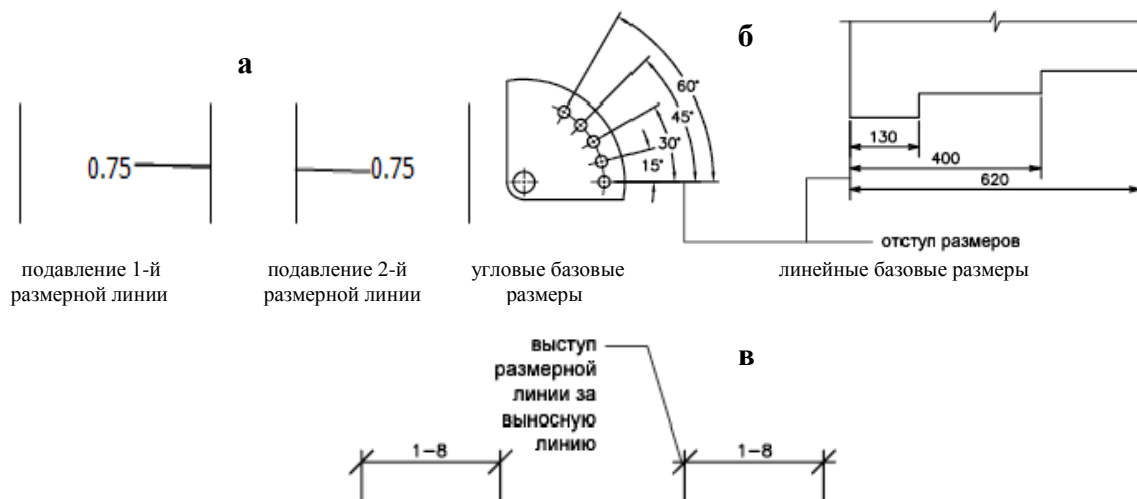 а
0.75
0.75
подавление 1-й
размерной линии
подавление 2-й
размерной линии
б
60°
45°
30°
15°
130
400
620
отступ размеров
угловые базовые
размеры
линейные базовые размеры
в
выступ
размерной
линии за
выносную
линию
1-8
1-8